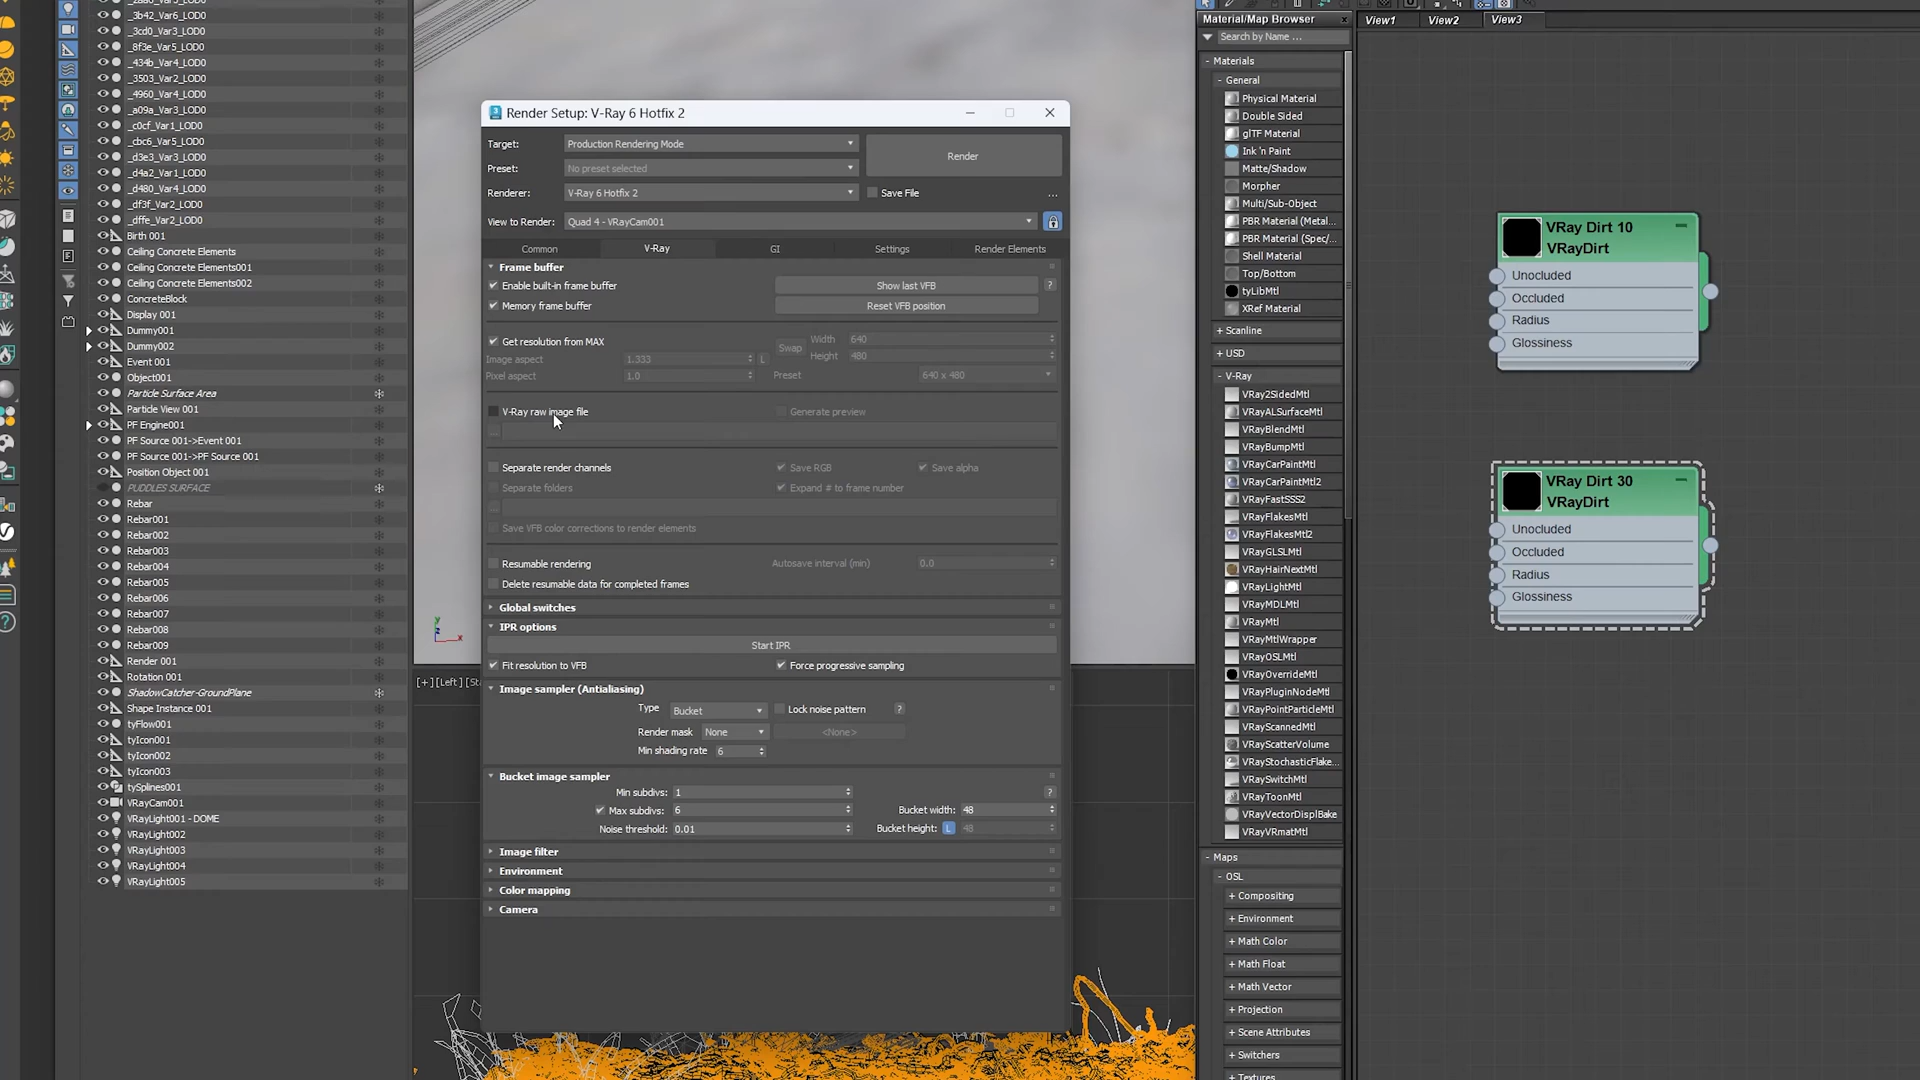 _3b42_Var4_LOD0
_3cd0_Var3_LOD0
_8f3e_Var5_LOD0
_434b_Var4_LOD0
_3503_Var2_LOD0
_4960_Var4_LOD0
_a09a_Var3_LOD0
_c0cf_Var1_LOD0
_cbc6_Var5_LOD0
_d3e3_Var3_LOD0
_d4a2_Var1_LOD0
_d480_Var4_LOD0
_df3f_Var2_LOD0
_dffe_Var2_LOD0
Birth 001
Ceiling Concrete Elements
Ceiling Concrete Elements001
Ceiling Concrete Elements002
ConcreteBlock
Display 001
Dummy001
Dummy002
Event 001
Object001
Particle Surface Area
Particle View 001
PF Engine001
PF Source 001->Event 001
PF Source 001->PF Source 001
Position Object 001
PUDDLES SURFACE
Rebar
Rebar001
Rebar002
Rebar003
Rebar004
Rebar005
Rebar006
Rebar007
Rebar008
Rebar009
Render 001
Rotation 001
ShadowCatcher-GroundPlane
Shape Instance 001
tyFlow001
tyIcon001
tyIcon002
tyIcon003
tySplines001
VRayCam001
VRayLight001 - DOME
VRayLight002
VRayLight003
VRayLight004
VRayLight005
Render Setup: V-Ray 6 Hotfix 2
Target: Production Rendering Mode
Render
Preset: No preset selected
Renderer: V-Ray 6 Hotfix 2
Save File ...
View to Render: Quad 4 - VRayCam001
Common V-Ray GI Settings Render Elements
Frame buffer
Enable built-in frame buffer Show last VFB ?
Memory frame buffer Reset VFB position
Get resolution from MAX Swap Width 640
Height 480
Image aspect 1.333 L
Pixel aspect 1.0 Preset 640 x 480
V-Ray raw image file Generate preview
...
Separate render channels Save RGB Save alpha
Separate folders Expand # to frame number
...
Save VFB color corrections to render elements
Resumable rendering Autosave interval (min) 0.0
Delete resumable data for completed frames
Global switches
IPR options
Start IPR
Fit resolution to VFB Force progressive sampling
Image sampler (Antialiasing)
Type Bucket Lock noise pattern ?
Render mask None <None>
Min shading rate 6
Bucket image sampler
Min subdivs: 1 ?
Max subdivs: 6 Bucket width: 48
Noise threshold: 0.01 Bucket height: L 48
Image filter
Environment
Color mapping
Camera
y
z
x
[+][Left]
Material/Map Browser ×
Search by Name ...
- Materials
- General
Physical Material
Double Sided
glTF Material
Ink 'n Paint
Matte/Shadow
Morpher
Multi/Sub-Object
PBR Material (Metal...
PBR Material (Spec/...
Shell Material
Top/Bottom
tyLibMtl
XRef Material
+ Scanline
+ USD
- V-Ray
VRay2SidedMtl
VRayALSurfaceMtl
VRayBlendMtl
VRayBumpMtl
VRayCarPaintMtl
VRayCarPaintMtl2
VRayFastSSS2
VRayFlakesMtl
VRayFlakesMtl2
VRayGLSLMtl
VRayHairNextMtl
VRayLightMtl
VRayMDLMtl
VRayMtl
VRayMtlWrapper
VRayOSLMtl
VRayOverrideMtl
VRayPluginNodeMtl
VRayPointParticleMtl
VRayScannedMtl
VRayScatterVolume
VRayStochasticFlake...
VRaySwitchMtl
VRayToonMtl
VRayVectorDisplBake
VRayVRmatMtl
- Maps
- OSL
+ Compositing
+ Environment
+ Math Color
+ Math Float
+ Math Vector
+ Projection
+ Scene Attributes
+ Switchers
+ Textures
View1 View2 View3
VRay Dirt 10
VRayDirt
Unocluded
Occluded
Radius
Glossiness
VRay Dirt 30
VRayDirt
Unocluded
Occluded
Radius
Glossiness